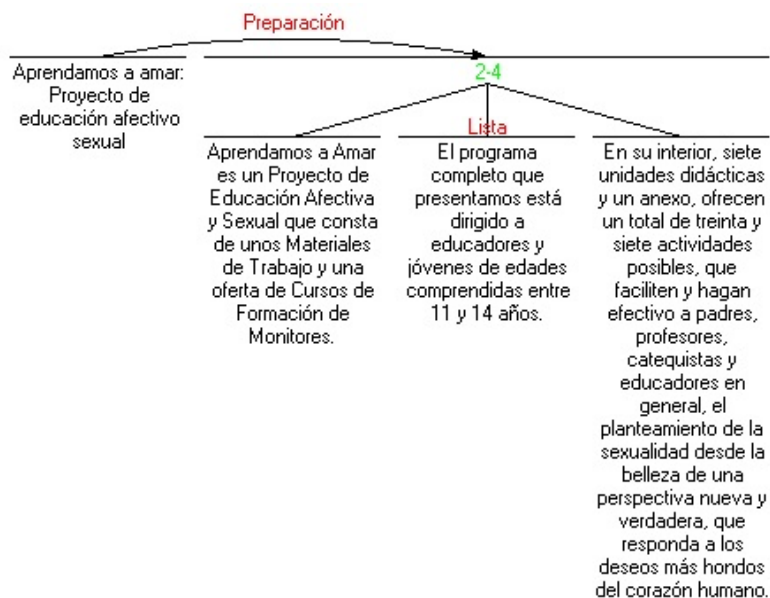 Preparación
Aprendamos a amar:
Proyecto de
educación afectivo
sexual
2-4
Lista
Aprendamos a Amar
es un Proyecto de
Educación Afectiva
y Sexual que consta
de unos Materiales
de Trabajo y una
oferta de Cursos de
Formación de
Monitores.
El programa
completo que
presentamos está
dirigido a
educadores y
jóvenes de edades
comprendidas entre
11 y 14 años.
En su interior, siete
unidades didácticas
y un anexo, ofrecen
un total de treinta y
siete actividades
posibles, que
faciliten y hagan
efectivo a padres,
profesores,
catequistas y
educadores en
general, el
planteamiento de la
sexualidad desde la
belleza de una
perspectiva nueva y
verdadera, que
responda a los
deseos más hondos
del corazón humano.